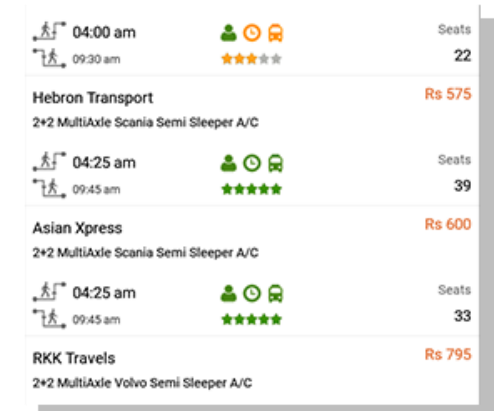 04:00 am Seats
09:30 am 22
Hebron Transport Rs 575
2+2 MultiAxle Scania Semi Sleeper A/C
04:25 am Seats
09:45 am 39
Asian Xpress Rs 600
2+2 MultiAxle Scania Semi Sleeper A/C
04:25 am Seats
09:45 am 33
RKK Travels Rs 795
2+2 MultiAxle Volvo Semi Sleeper A/C